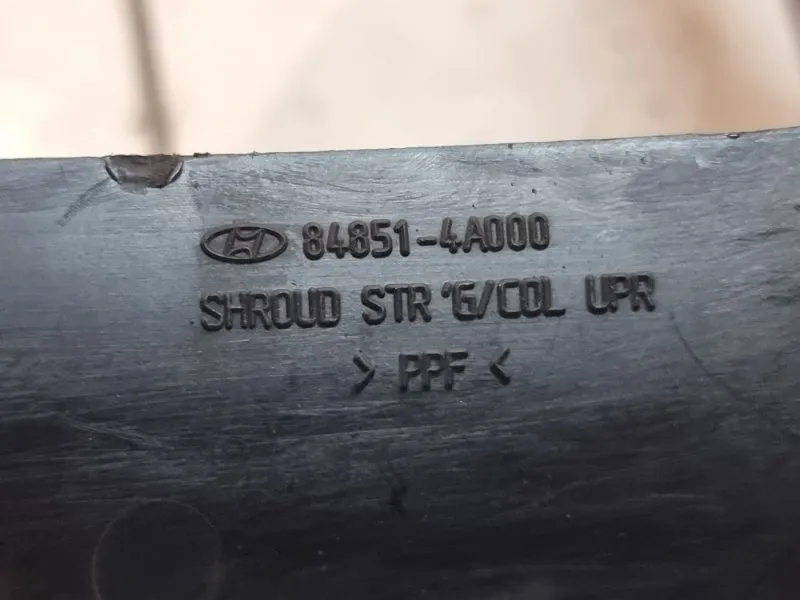 84851-4A000
SHROUD STR'G/COL UPR
> PPF <